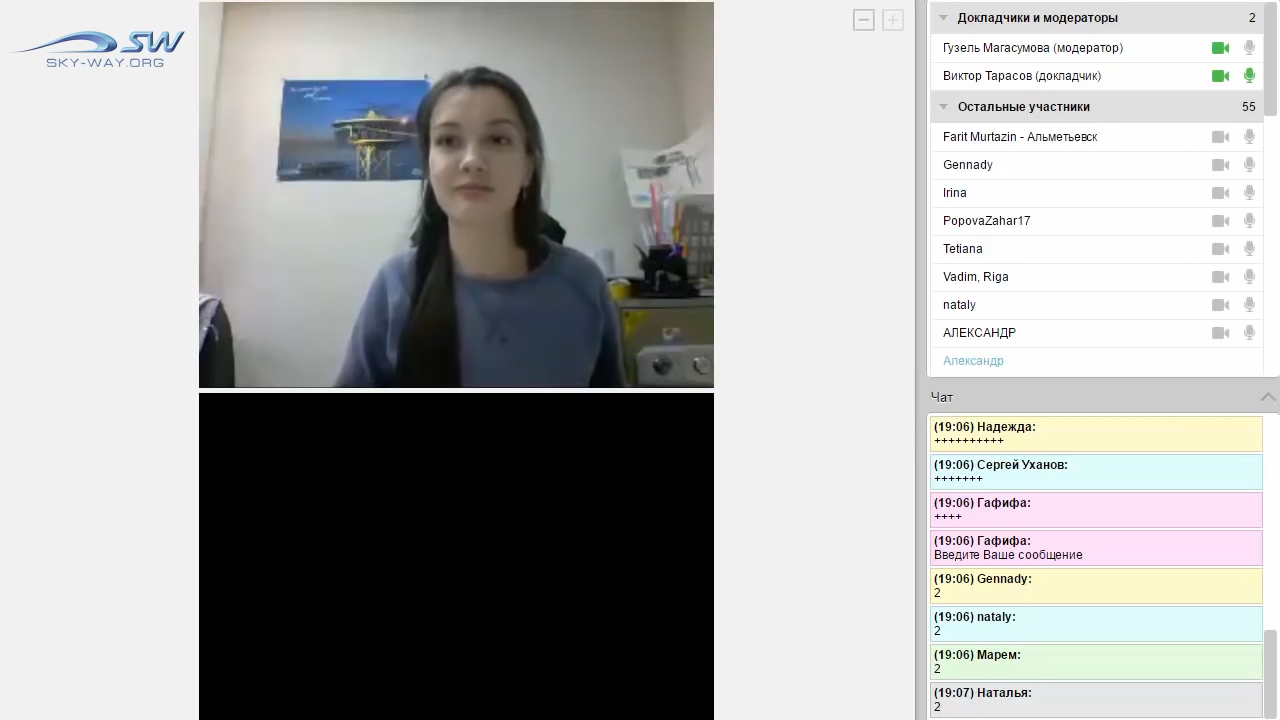 SW
SKY-WAY.ORG
Докладчики и модераторы 2
Гузель Магасумова (модератор)
Виктор Тарасов (докладчик)
Остальные участники 55
Farit Murtazin - Альметьевск
Gennady
Irina
PopovaZahar17
Tetiana
Vadim, Riga
nataly
АЛЕКСАНДР
Александр
Чат
(19:06) Надежда:
++++++++++
(19:06) Сергей Уханов:
+++++++
(19:06) Гафифа:
++++
(19:06) Гафифа:
Введите Ваше сообщение
(19:06) Gennady:
2
(19:06) nataly:
2
(19:06) Марем:
2
(19:07) Наталья:
2